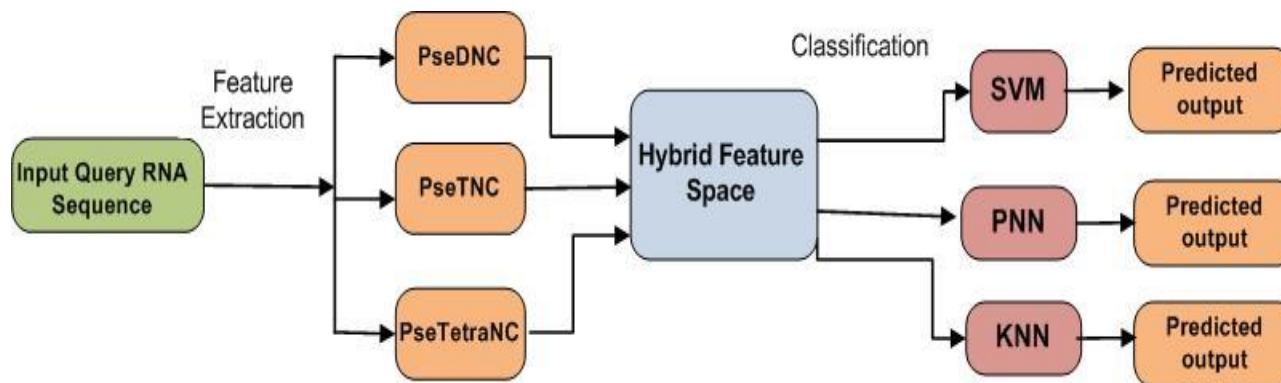 Input Query RNA
Sequence
Feature
Extraction
PseDNC
PseTNC
PseTetraNC
Hybrid Feature
Space
Classification
SVM
PNN
KNN
Predicted
output
Predicted
output
Predicted
output